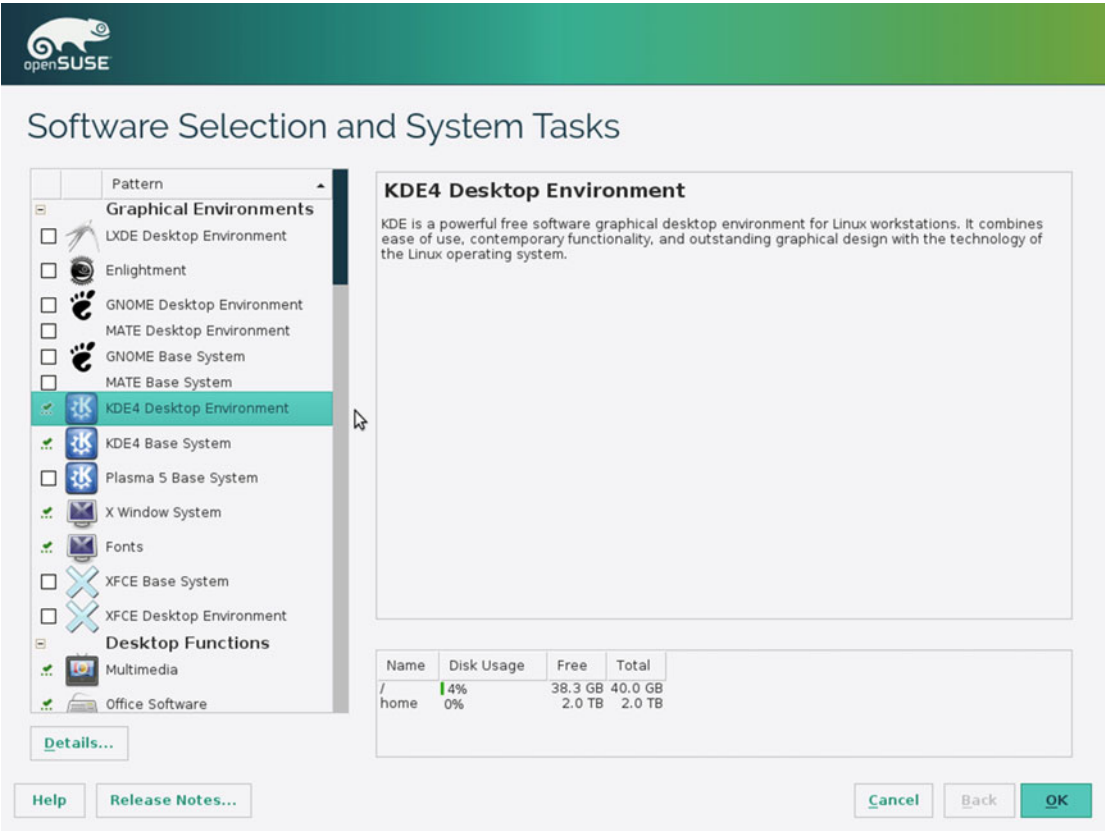 openSUSE
Software Selection and System Tasks
Pattern
Graphical Environments
LXDE Desktop Environment
Enlightment
GNOME Desktop Environment
MATE Desktop Environment
GNOME Base System
MATE Base System
KDE4 Desktop Environment
KDE4 Base System
Plasma 5 Base System
X Window System
Fonts
XFCE Base System
XFCE Desktop Environment
Desktop Functions
Multimedia
Office Software
Details...
KDE4 Desktop Environment
KDE is a powerful free software graphical desktop environment for Linux workstations. It combines
ease of use, contemporary functionality, and outstanding graphical design with the technology of
the Linux operating system.
Name Disk Usage Free Total
/ 4% 38.3 GB 40.0 GB
home 0% 2.0 TB 2.0 TB
Help Release Notes... Cancel Back OK